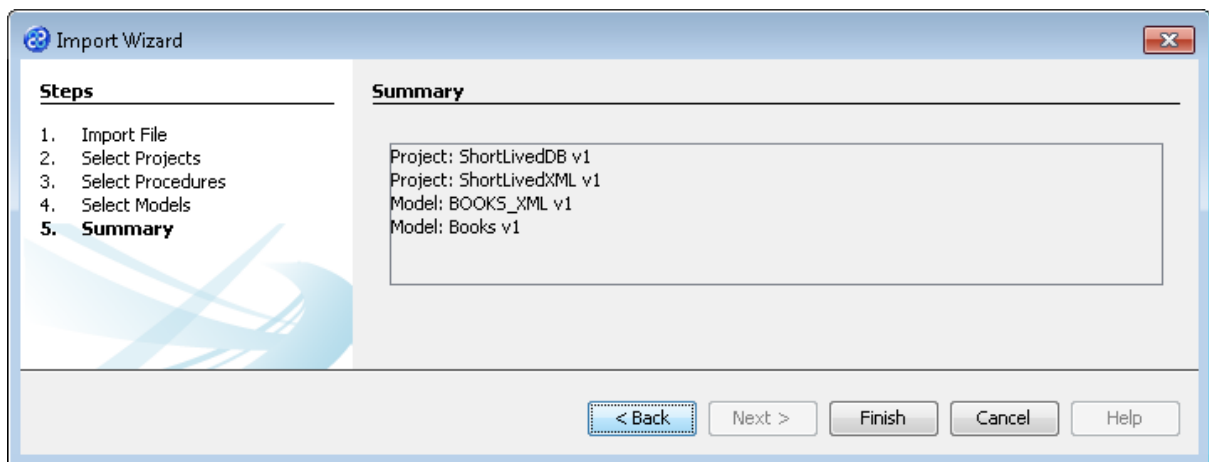 Import Wizard
Steps
1. Import File
2. Select Projects
3. Select Procedures
4. Select Models
5. Summary
Summary
Project: ShortLivedDB v1
Project: ShortLivedXML v1
Model: BOOKS_XML v1
Model: Books v1
< Back Next > Finish Cancel Help